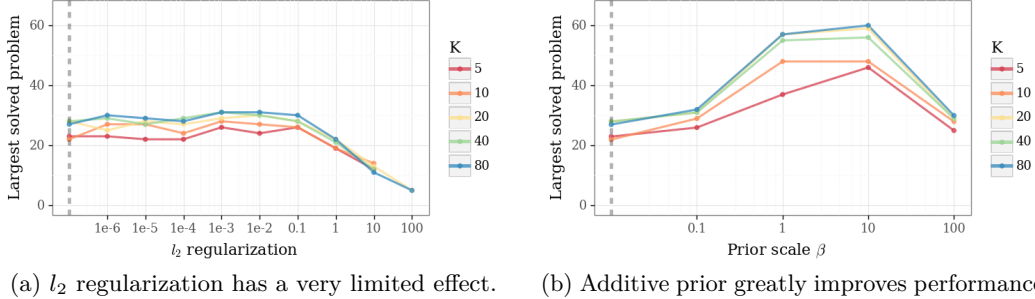 Largest solved problem
60
40
20
0
1e-6 1e-5 1e-4 1e-3 1e-2 0.1 1 10 100
l₂ regularization
K
5
10
20
40
80
(a) l₂ regularization has a very limited effect.
Largest solved problem
60
40
20
0
0.1 1 10 100
Prior scale β
K
5
10
20
40
80
(b) Additive prior greatly improves performance